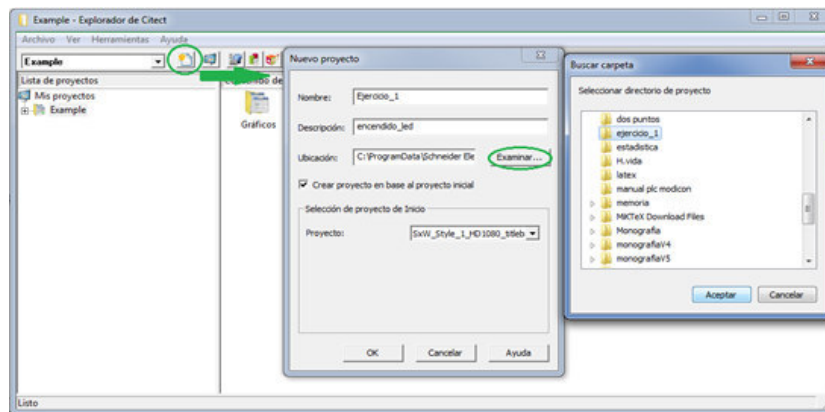 Example - Explorador de Citect
Archivo Ver Herramientas Ayuda
Example
Lista de proyectos
Mis proyectos
Example
de
Gráficos
Nuevo proyecto
Nombre: Ejercicio_1
Descripción: encendido_led
Ubicación: C:\ProgramData\Schneider Ele Examinar...
Crear proyecto en base al proyecto inicial
Selección de proyecto de Inicio
Proyecto: SxW_Style_1_HD1080_titleb
OK Cancelar Ayuda
Buscar carpeta
Seleccionar directorio de proyecto
dos puntos
ejercicio_1
estadistica
H.vida
latex
manual plc modicon
memoria
MiKTeX Download Files
Monografia
monografiaV4
monografiaV5
Aceptar Cancelar
Listo